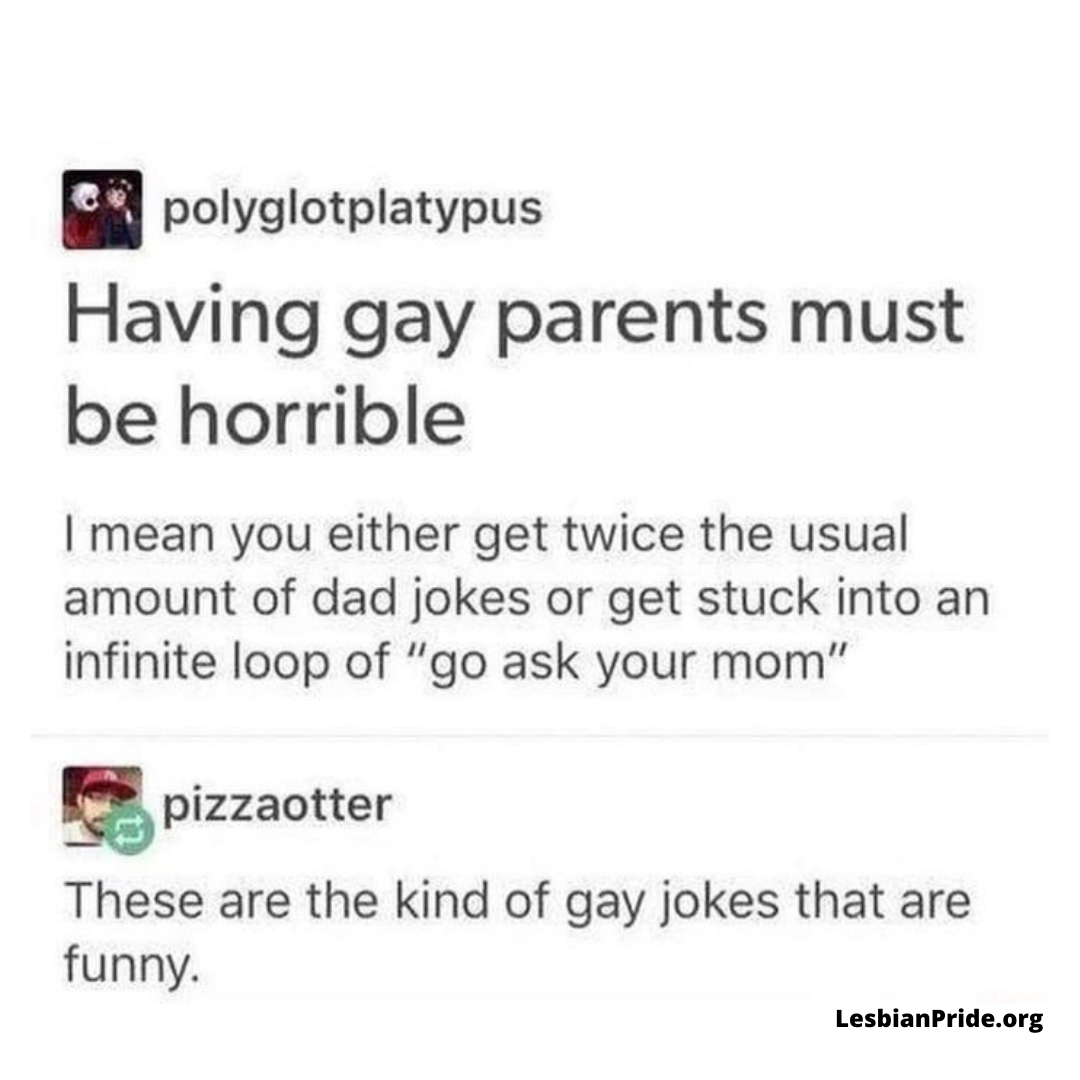 polyglotplatypus
Having gay parents must
be horrible
I mean you either get twice the usual
amount of dad jokes or get stuck into an
infinite loop of "go ask your mom"
pizzaotter
These are the kind of gay jokes that are
funny.
LesbianPride.org